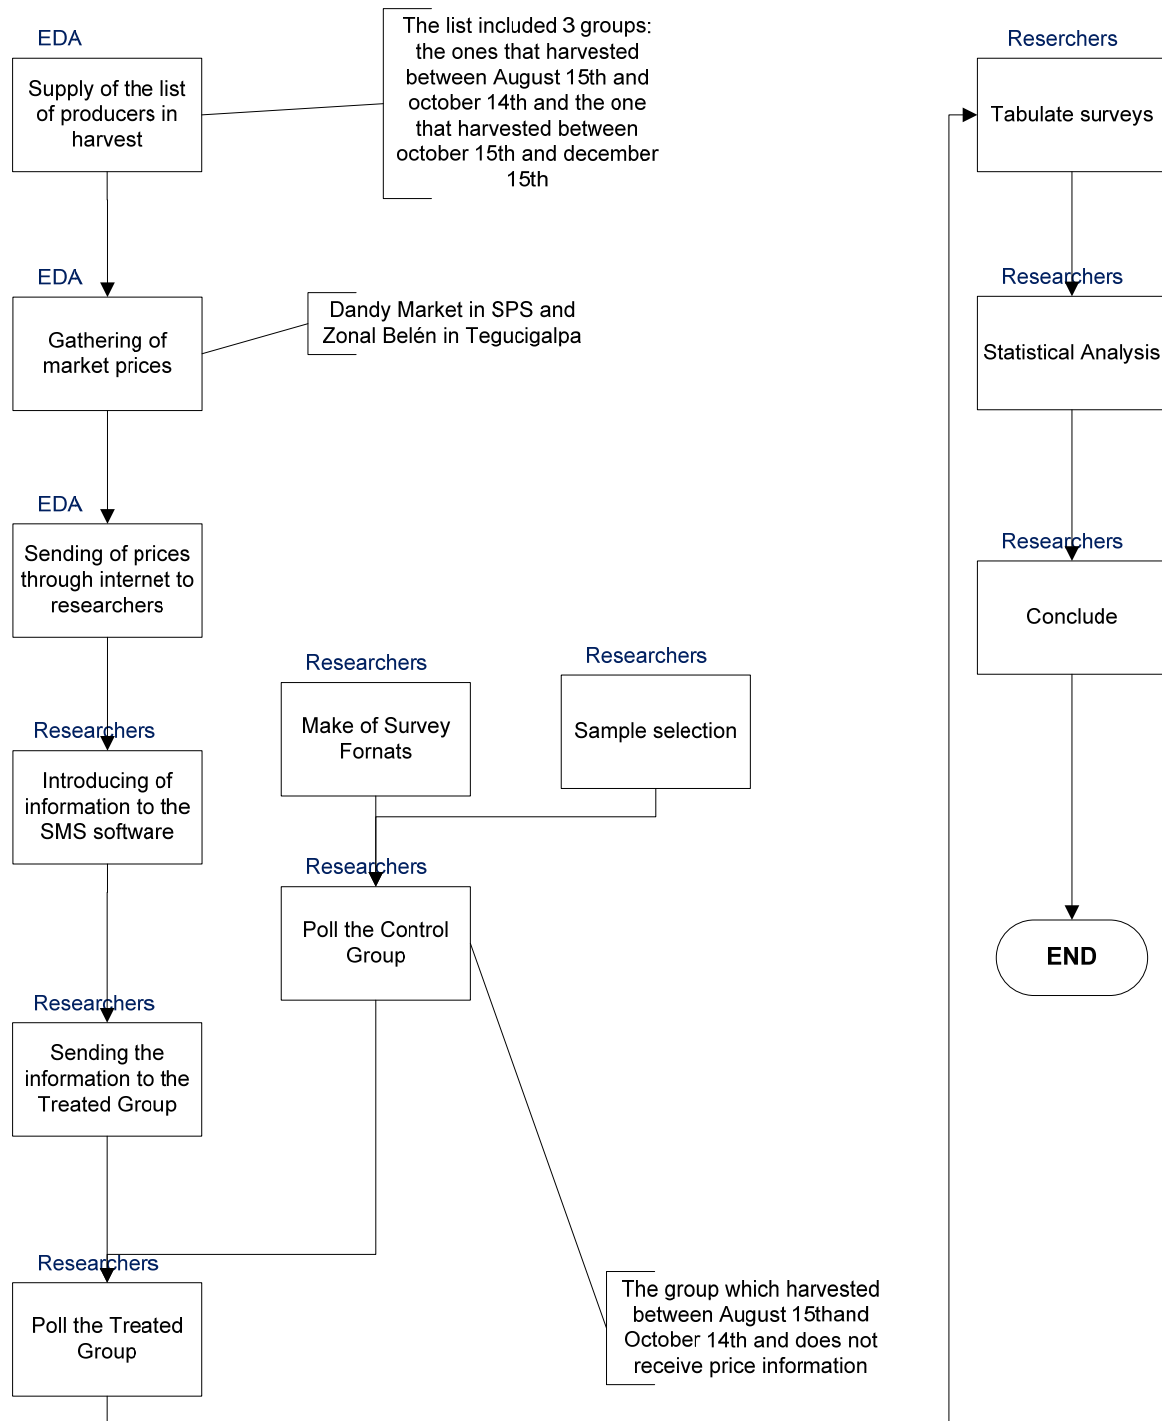 EDA
Supply of the list
of producers in
harvest
The list included 3 groups:
the ones that harvested
between August 15th and
october 14th and the one
that harvested between
october 15th and december
15th
EDA
Gathering of
market prices
Dandy Market in SPS and
Zonal Belén in Tegucigalpa
EDA
Sending of prices
through internet to
researchers
Researchers
Introducing of
information to the
SMS software
Researchers
Sending the
information to the
Treated Group
Researchers
Poll the Treated
Group
Researchers
Make of Survey
Fornats
Researchers
Sample selection
Researchers
Poll the Control
Group
The group which harvested
between August 15thand
October 14th and does not
receive price information
Reserchers
Tabulate surveys
Researchers
Statistical Analysis
Researchers
Conclude
END